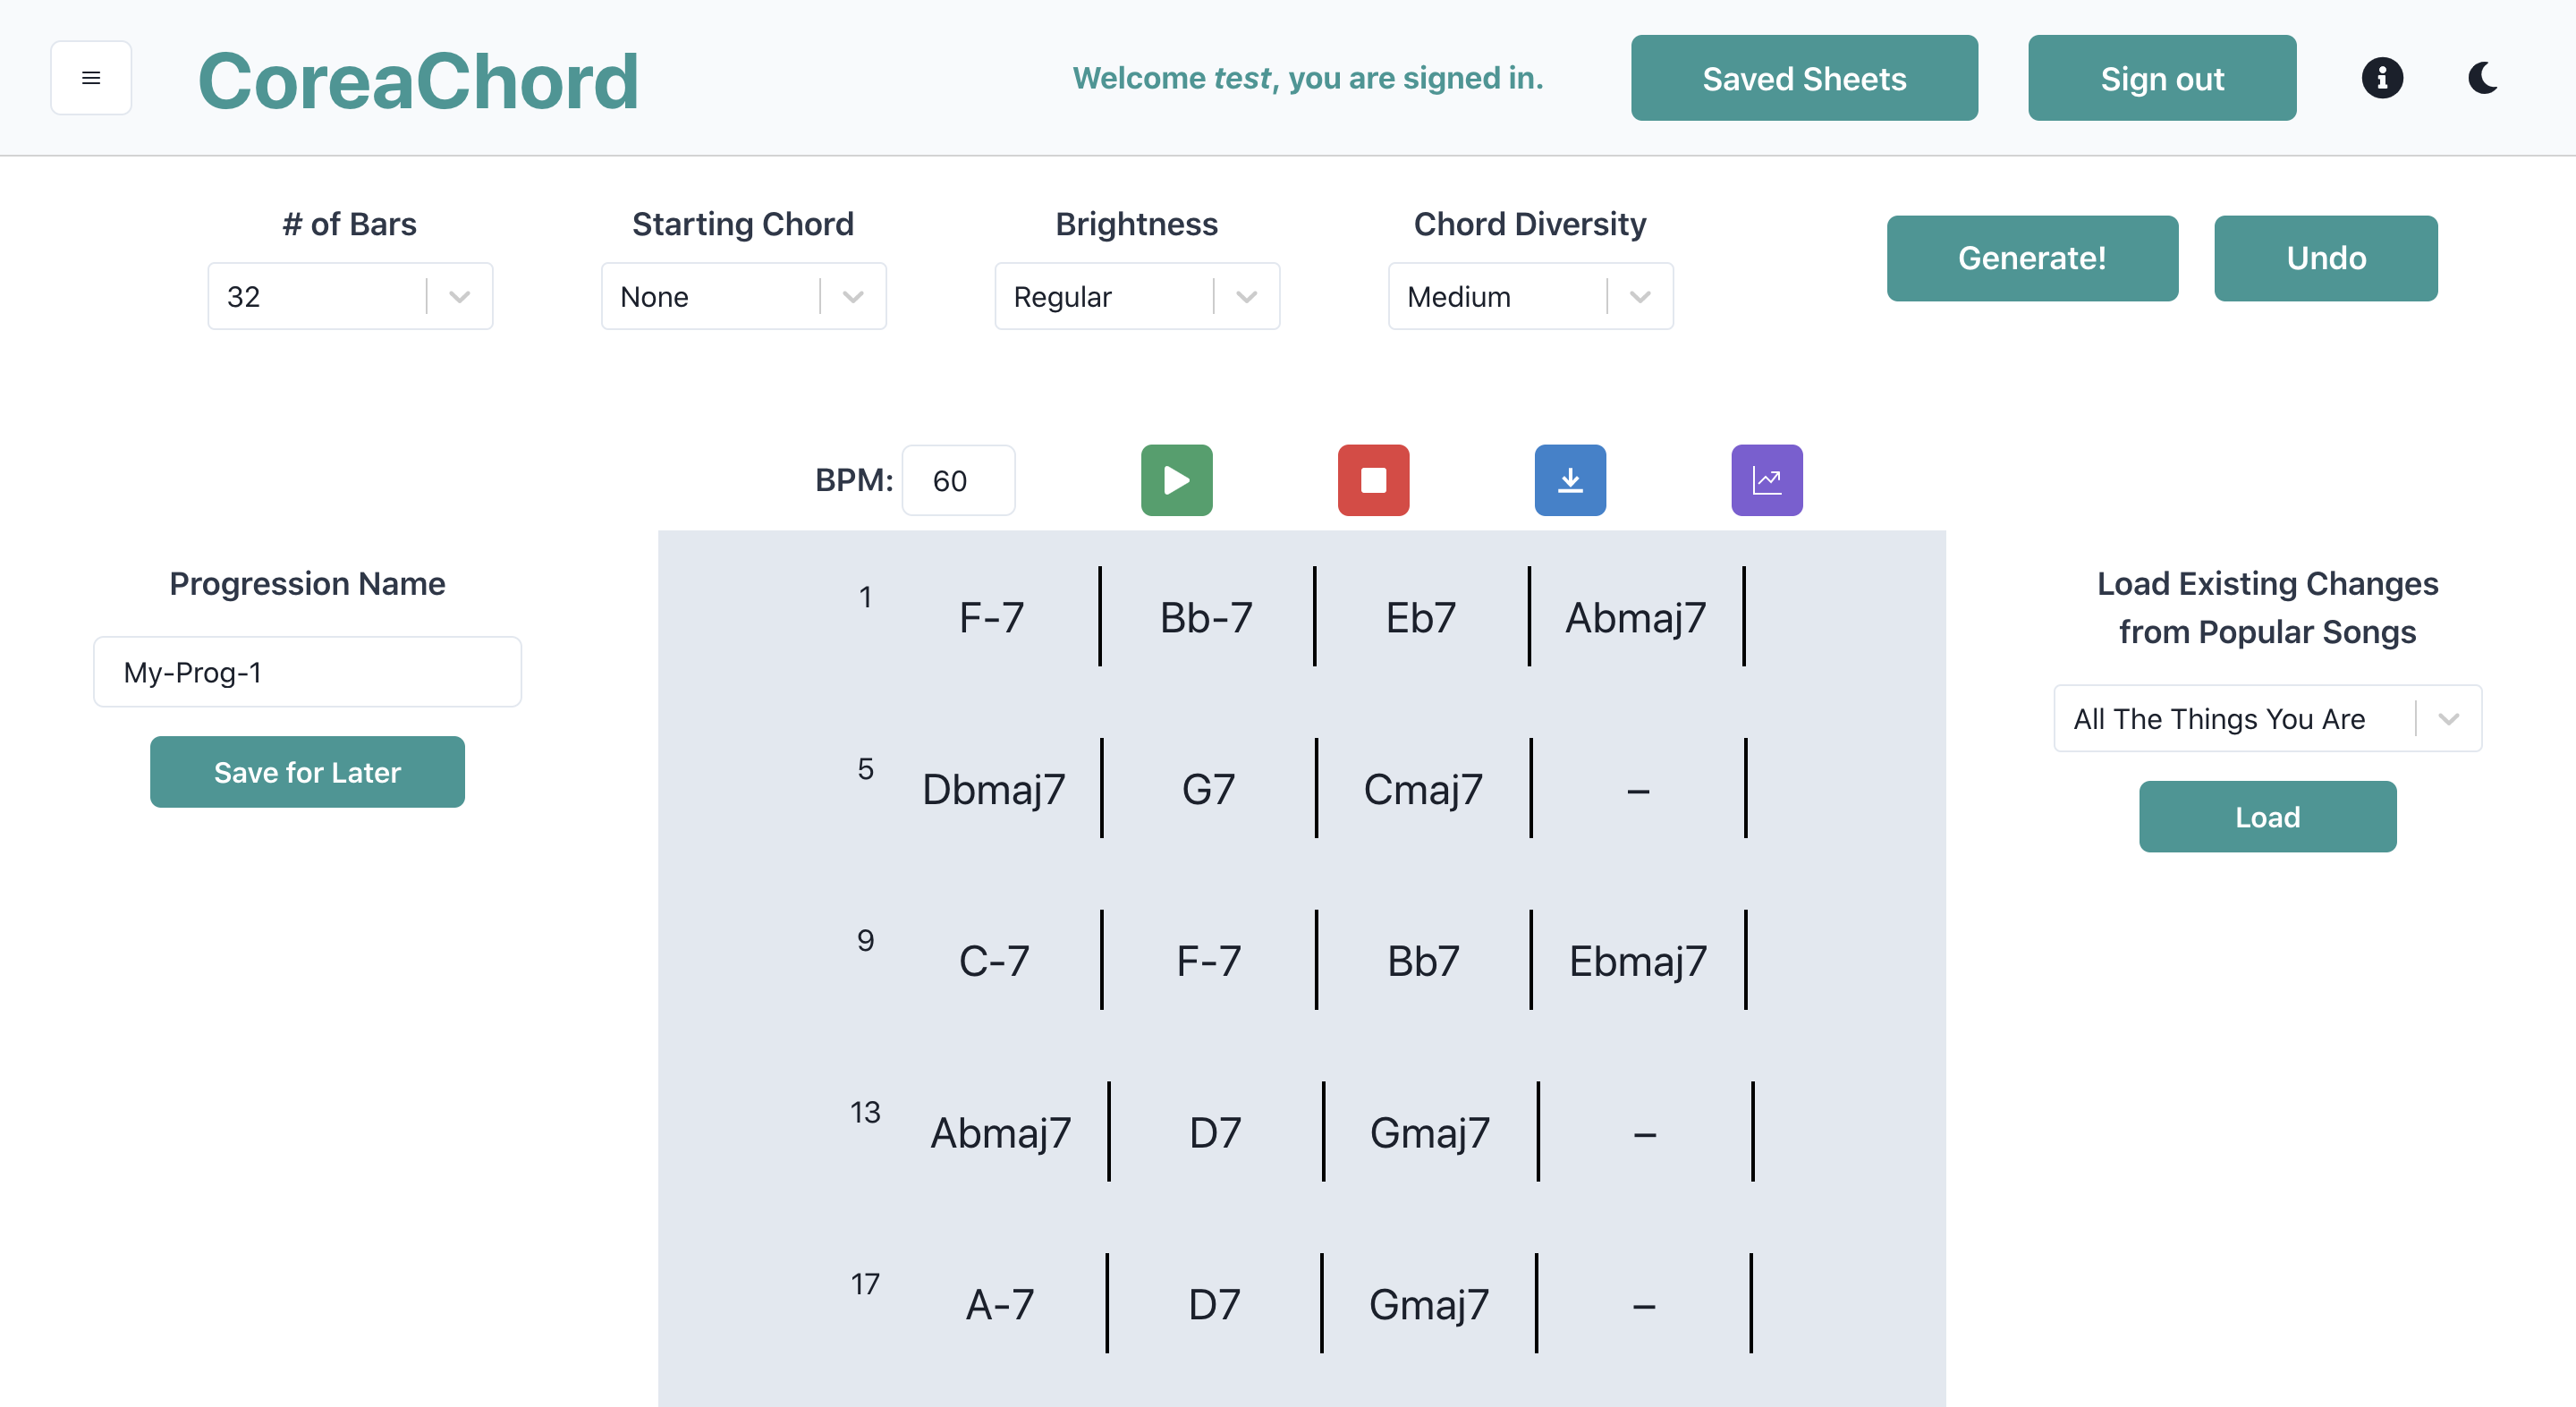 CoreaChord
Welcome test, you are signed in.
Saved Sheets
Sign out
# of Bars
32
Starting Chord
None
Brightness
Regular
Chord Diversity
Medium
Generate!
Undo
BPM: 60
Progression Name
My-Prog-1
Save for Later
1 F-7 Bb-7 Eb7 Abmaj7
5 Dbmaj7 G7 Cmaj7 –
9 C-7 F-7 Bb7 Ebmaj7
13 Abmaj7 D7 Gmaj7 –
17 A-7 D7 Gmaj7 –
Load Existing Changes
from Popular Songs
All The Things You Are
Load